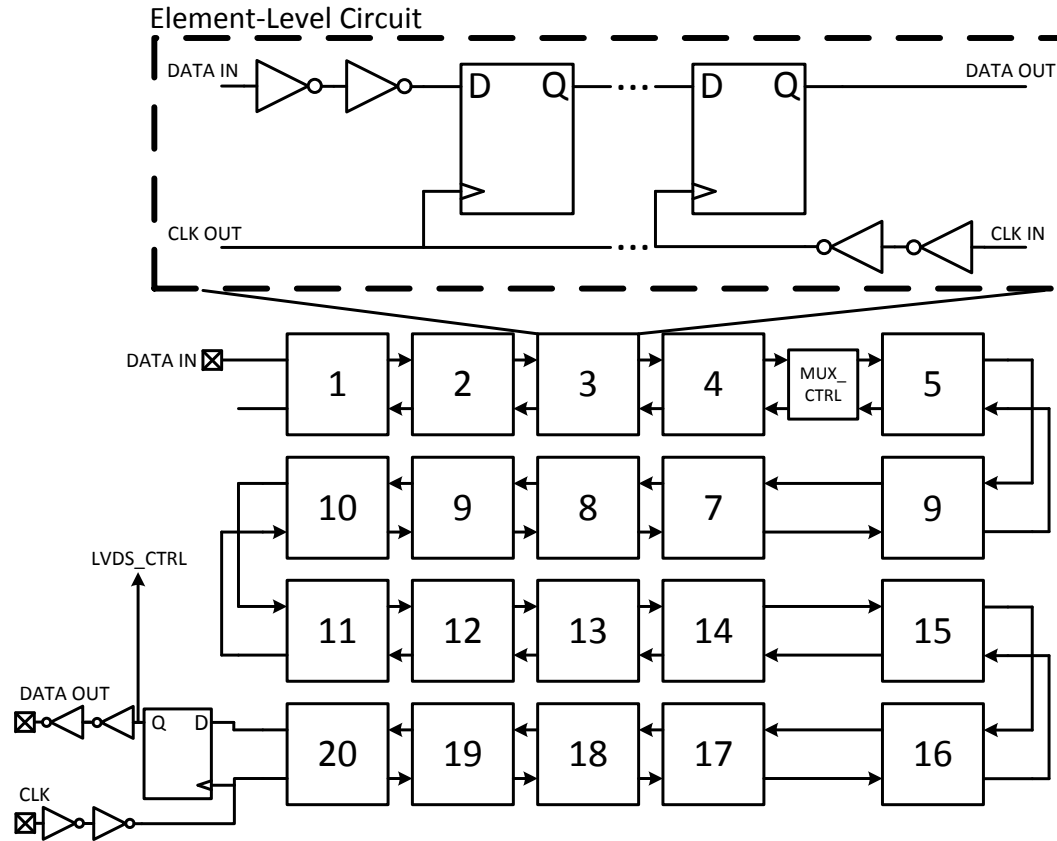 Element-Level Circuit
DATA IN
D
Q
...
D
Q
DATA OUT
CLK OUT
...
CLK IN
DATA IN
1
2
3
4
MUX_
CTRL
5
10
9
8
7
9
LVDS_CTRL
11
12
13
14
15
DATA OUT
Q
D
20
19
18
17
16
CLK